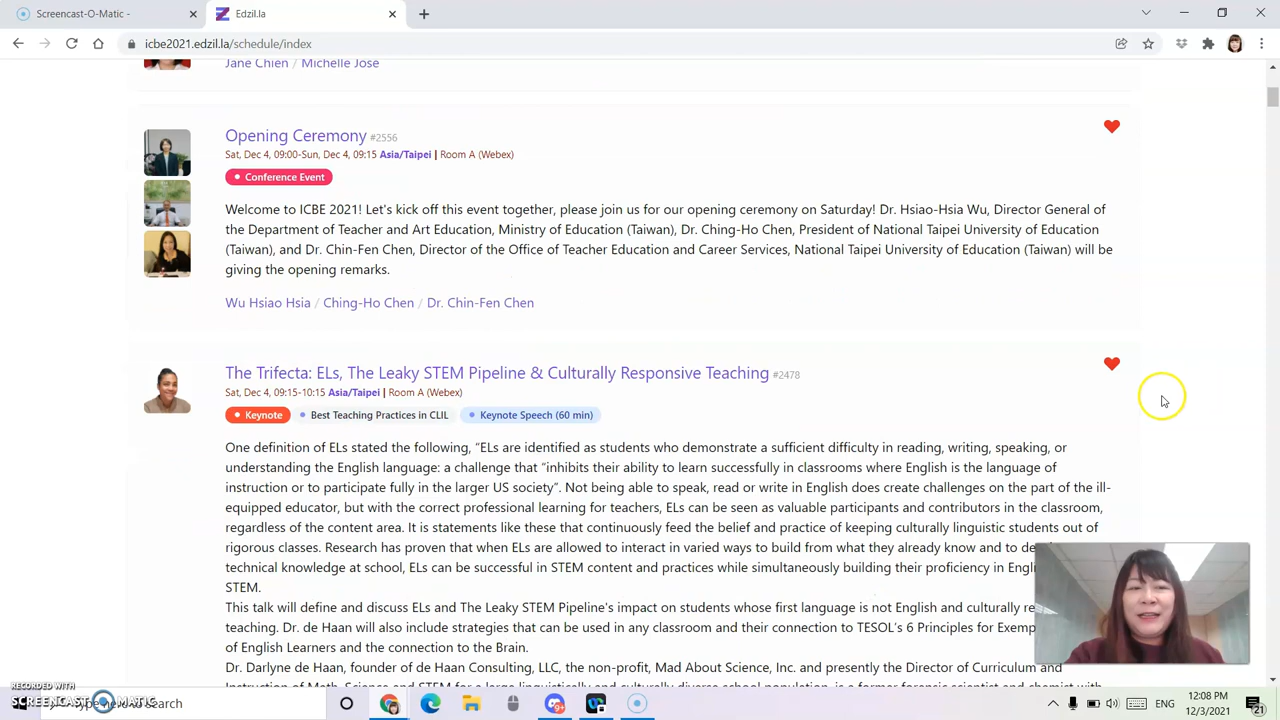 Screencast-O-Matic -
Edzil.la
icbe2021.edzil.la/schedule/index
Jane Chien / Michelle Jose
Opening Ceremony #2556
Sat, Dec 4, 09:00-Sun, Dec 4, 09:15 Asia/Taipei | Room A (Webex)
Conference Event
Welcome to ICBE 2021! Let's kick off this event together, please join us for our opening ceremony on Saturday! Dr. Hsiao-Hsia Wu, Director General of
the Department of Teacher and Art Education, Ministry of Education (Taiwan), Dr. Ching-Ho Chen, President of National Taipei University of Education
(Taiwan), and Dr. Chin-Fen Chen, Director of the Office of Teacher Education and Career Services, National Taipei University of Education (Taiwan) will be
giving the opening remarks.
Wu Hsiao Hsia / Ching-Ho Chen / Dr. Chin-Fen Chen
The Trifecta: ELs, The Leaky STEM Pipeline & Culturally Responsive Teaching #2478
Sat, Dec 4, 09:15-10:15 Asia/Taipei | Room A (Webex)
Keynote Best Teaching Practices in CLIL Keynote Speech (60 min)
One definition of ELs stated the following, “ELs are identified as students who demonstrate a sufficient difficulty in reading, writing, speaking, or
understanding the English language: a challenge that “inhibits their ability to learn successfully in classrooms where English is the language of
instruction or to participate fully in the larger US society”. Not being able to speak, read or write in English does create challenges on the part of the ill-
equipped educator, but with the correct professional learning for teachers, ELs can be seen as valuable participants and contributors in the classroom,
regardless of the content area. It is statements like these that continuously feed the belief and practice of keeping culturally linguistic students out of
rigorous classes. Research has proven that when ELs are allowed to interact in varied ways to build from what they already know and to de
technical knowledge at school, ELs can be successful in STEM content and practices while simultaneously building their proficiency in Engl
STEM.
This talk will define and discuss ELs and The Leaky STEM Pipeline's impact on students whose first language is not English and culturally re
teaching. Dr. de Haan will also include strategies that can be used in any classroom and their connection to TESOL's 6 Principles for Exemp
of English Learners and the connection to the Brain.
Dr. Darlyne de Haan, founder of de Haan Consulting, LLC, the non-profit, Mad About Science, Inc. and presently the Director of Curriculum and
RECORDED WITH
SCREENCAST-O-MATIC
here to search
ENG
12:08 PM
12/3/2021
21